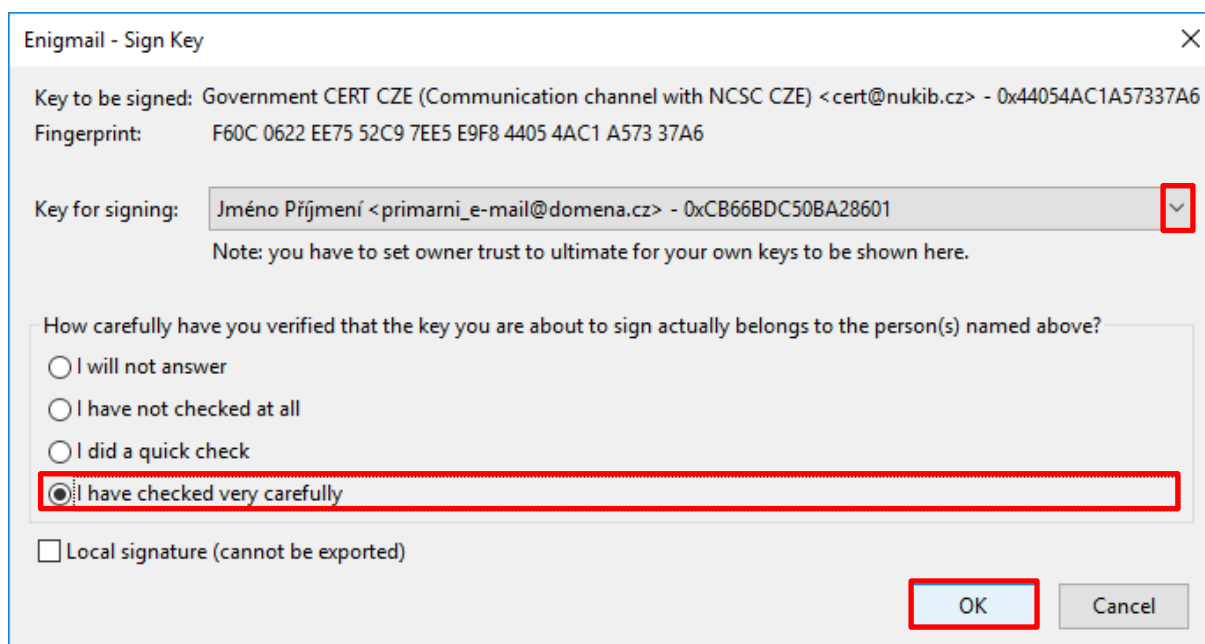 Enigmail - Sign Key
Key to be signed: Government CERT CZE (Communication channel with NCSC CZE) <cert@nukib.cz> - 0x44054AC1A57337A6
Fingerprint: F60C 0622 EE75 52C9 7EE5 E9F8 4405 4AC1 A573 37A6
Key for signing: Jméno Příjmení <primarni_e-mail@domena.cz> - 0xCB66BDC50BA28601
Note: you have to set owner trust to ultimate for your own keys to be shown here.
How carefully have you verified that the key you are about to sign actually belongs to the person(s) named above?
I will not answer
I have not checked at all
I did a quick check
I have checked very carefully
Local signature (cannot be exported)
OK Cancel